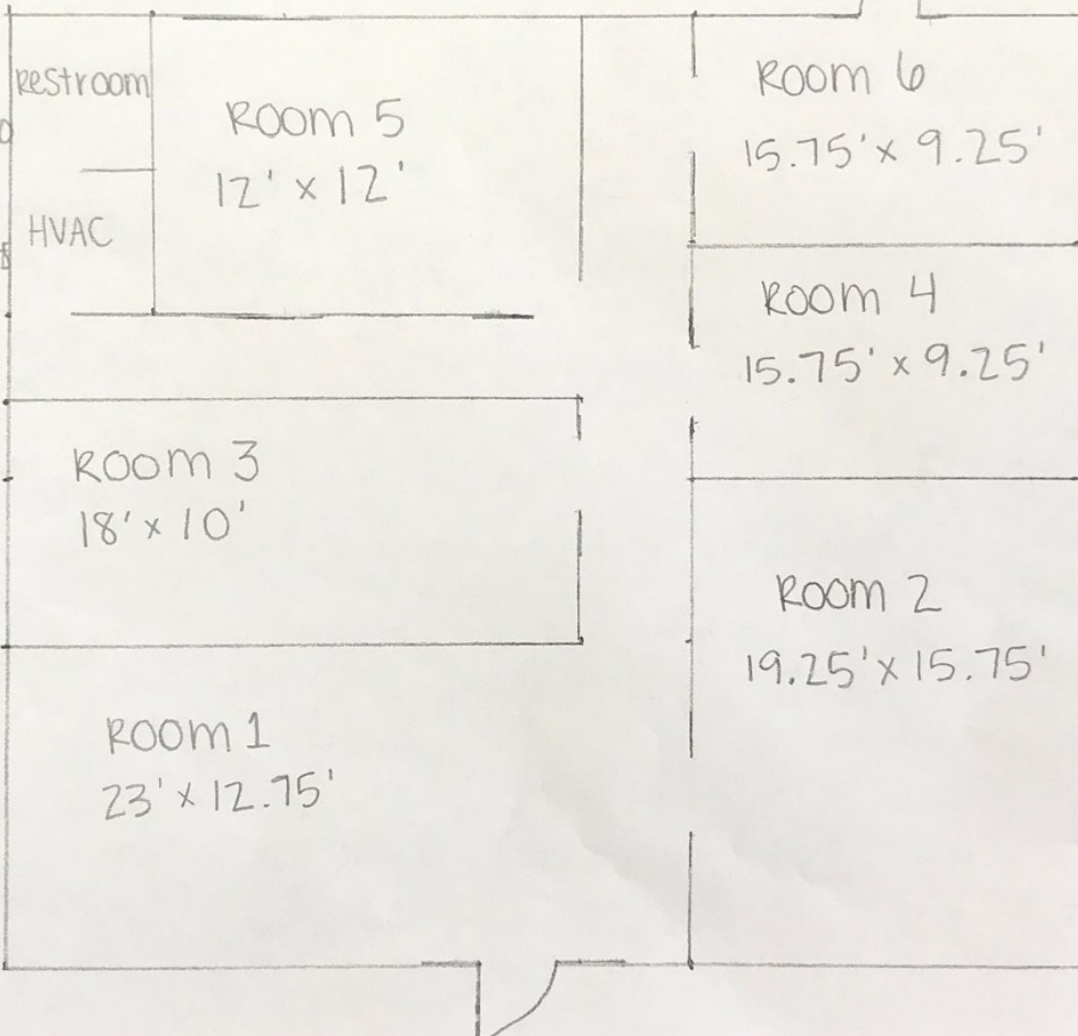 Restroom
Room 5
12' x 12'
HVAC
Room 6
15.75' x 9.25'
Room 4
15.75' x 9.25'
Room 3
18' x 10'
Room 2
19.25' x 15.75'
Room 1
23' x 12.75'